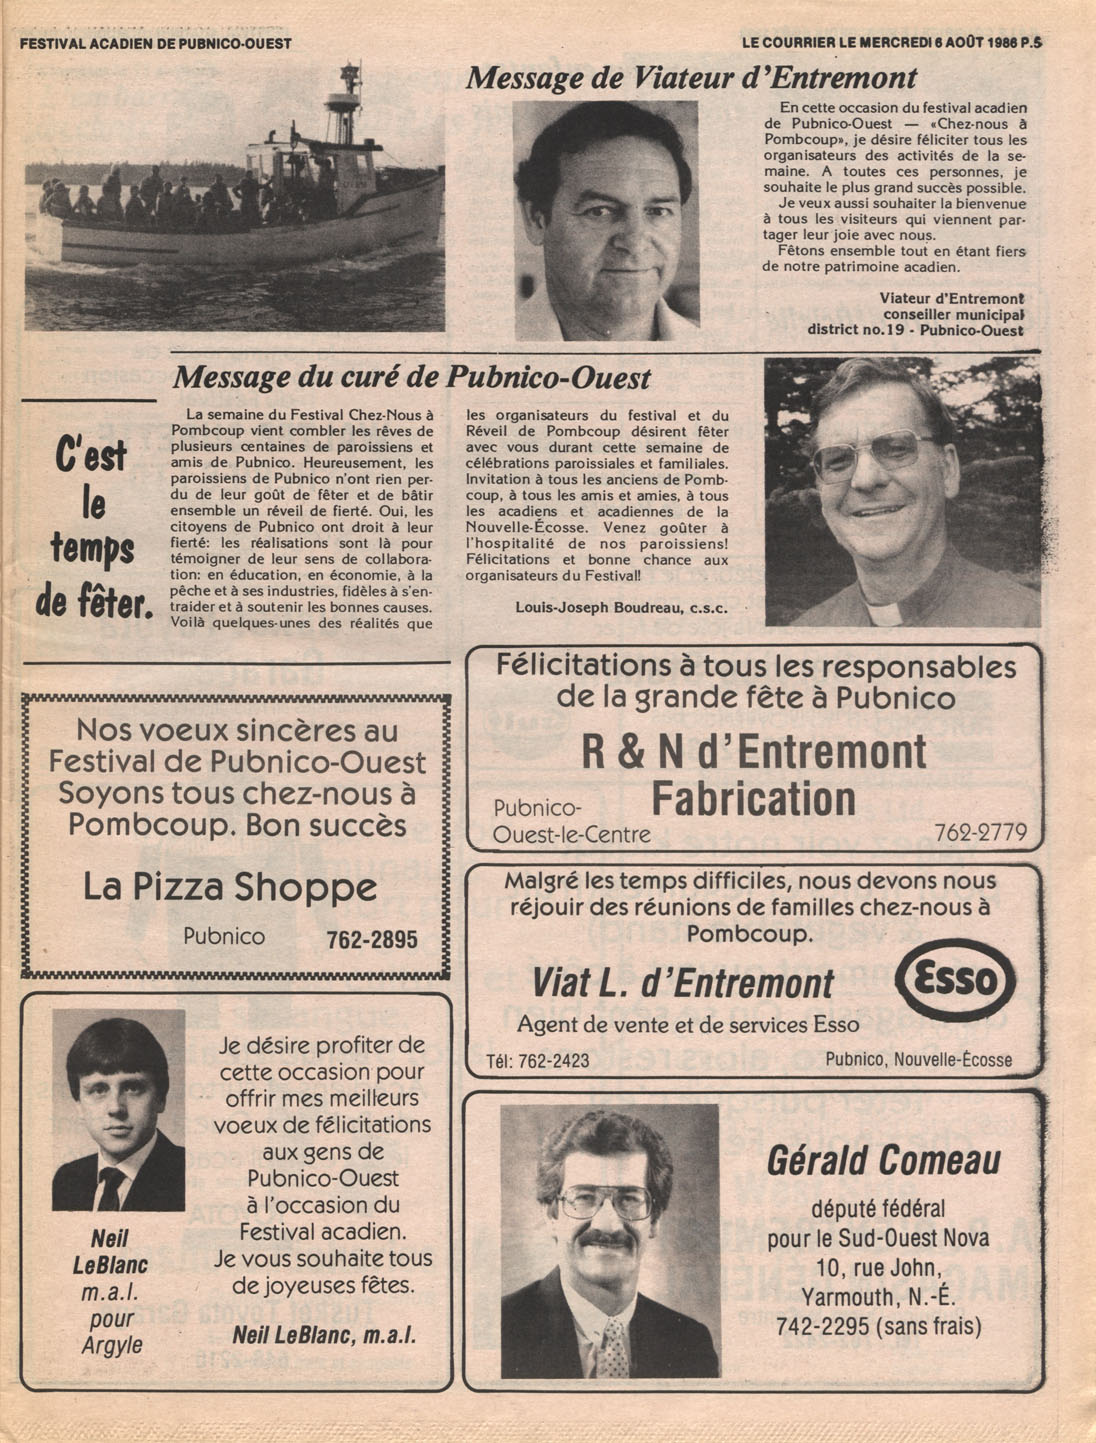 FESTIVAL ACADIEN DE PUBNICO-OUEST
LE COURRIER LE MERCREDI 6 AOÛT 1986 P.5
Message de Viateur d'Entremont
En cette occasion du festival acadien
de Pubnico-Ouest — «Chez-nous à
Pombcoup», je désire féliciter tous les
organisateurs des activités de la se-
maine. A toutes ces personnes, je
souhaite le plus grand succès possible.
Je veux aussi souhaiter la bienvenue
à tous les visiteurs qui viennent par-
tager leur joie avec nous.
Fêtons ensemble tout en étant fiers
de notre patrimoine acadien.
Viateur d'Entremont
conseiller municipal
district no.19 - Pubnico-Ouest
Message du curé de Pubnico-Ouest
C'est
le
temps
de fêter.
La semaine du Festival Chez-Nous à
Pombcoup vient combler les rêves de
plusieurs centaines de paroissiens et
amis de Pubnico. Heureusement, les
paroissiens de Pubnico n'ont rien per-
du de leur goût de fêter et de bâtir
ensemble un réveil de fierté. Oui, les
citoyens de Pubnico ont droit à leur
fierté: les réalisations sont là pour
témoigner de leur sens de collabora-
tion: en éducation, en économie, à la
pêche et à ses industries, fidèles à s'en-
traider et à soutenir les bonnes causes.
Voilà quelques-unes des réalités que
les organisateurs du festival et du
Réveil de Pombcoup désirent fêter
avec vous durant cette semaine de
célébrations paroissiales et familiales.
Invitation à tous les anciens de Pomb-
coup, à tous les amis et amies, à tous
les acadiens et acadiennes de la
Nouvelle-Écosse. Venez goûter à
l'hospitalité de nos paroissiens!
Félicitations et bonne chance aux
organisateurs du Festival!
Louis-Joseph Boudreau, c.s.c.
Nos voeux sincères au
Festival de Pubnico-Ouest
Soyons tous chez-nous à
Pombcoup. Bon succès
La Pizza Shoppe
Pubnico 762-2895
Félicitations à tous les responsables
de la grande fête à Pubnico
R & N d'Entremont
Fabrication
Pubnico-
Ouest-le-Centre
762-2779
Malgré les temps difficiles, nous devons nous
réjouir des réunions de familles chez-nous à
Pombcoup.
Viat L. d'Entremont
Esso
Agent de vente et de services Esso
Tél: 762-2423
Pubnico, Nouvelle-Écosse
Je désire profiter de
cette occasion pour
offrir mes meilleurs
voeux de félicitations
aux gens de
Pubnico-Ouest
à l'occasion du
Festival acadien.
Je vous souhaite tous
de joyeuses fêtes.
Neil LeBlanc, m.a.l.
Neil
LeBlanc
m.a.l.
pour
Argyle
Gérald Comeau
député fédéral
pour le Sud-Ouest Nova
10, rue John,
Yarmouth, N.-É.
742-2295 (sans frais)